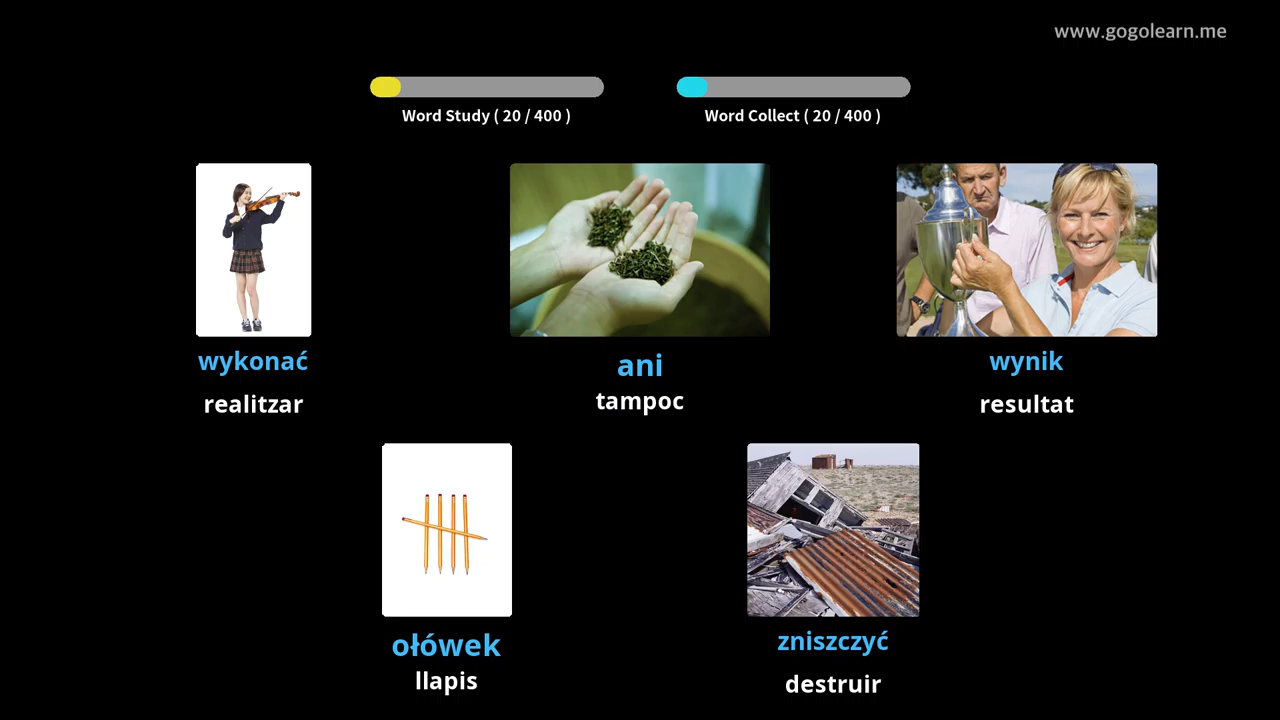 www.gogolearn.me
Word Study ( 20 / 400 )
Word Collect ( 20 / 400 )
wykonać
realitzar
ani
tampoc
wynik
resultat
ołówek
llapis
zniszczyć
destruir